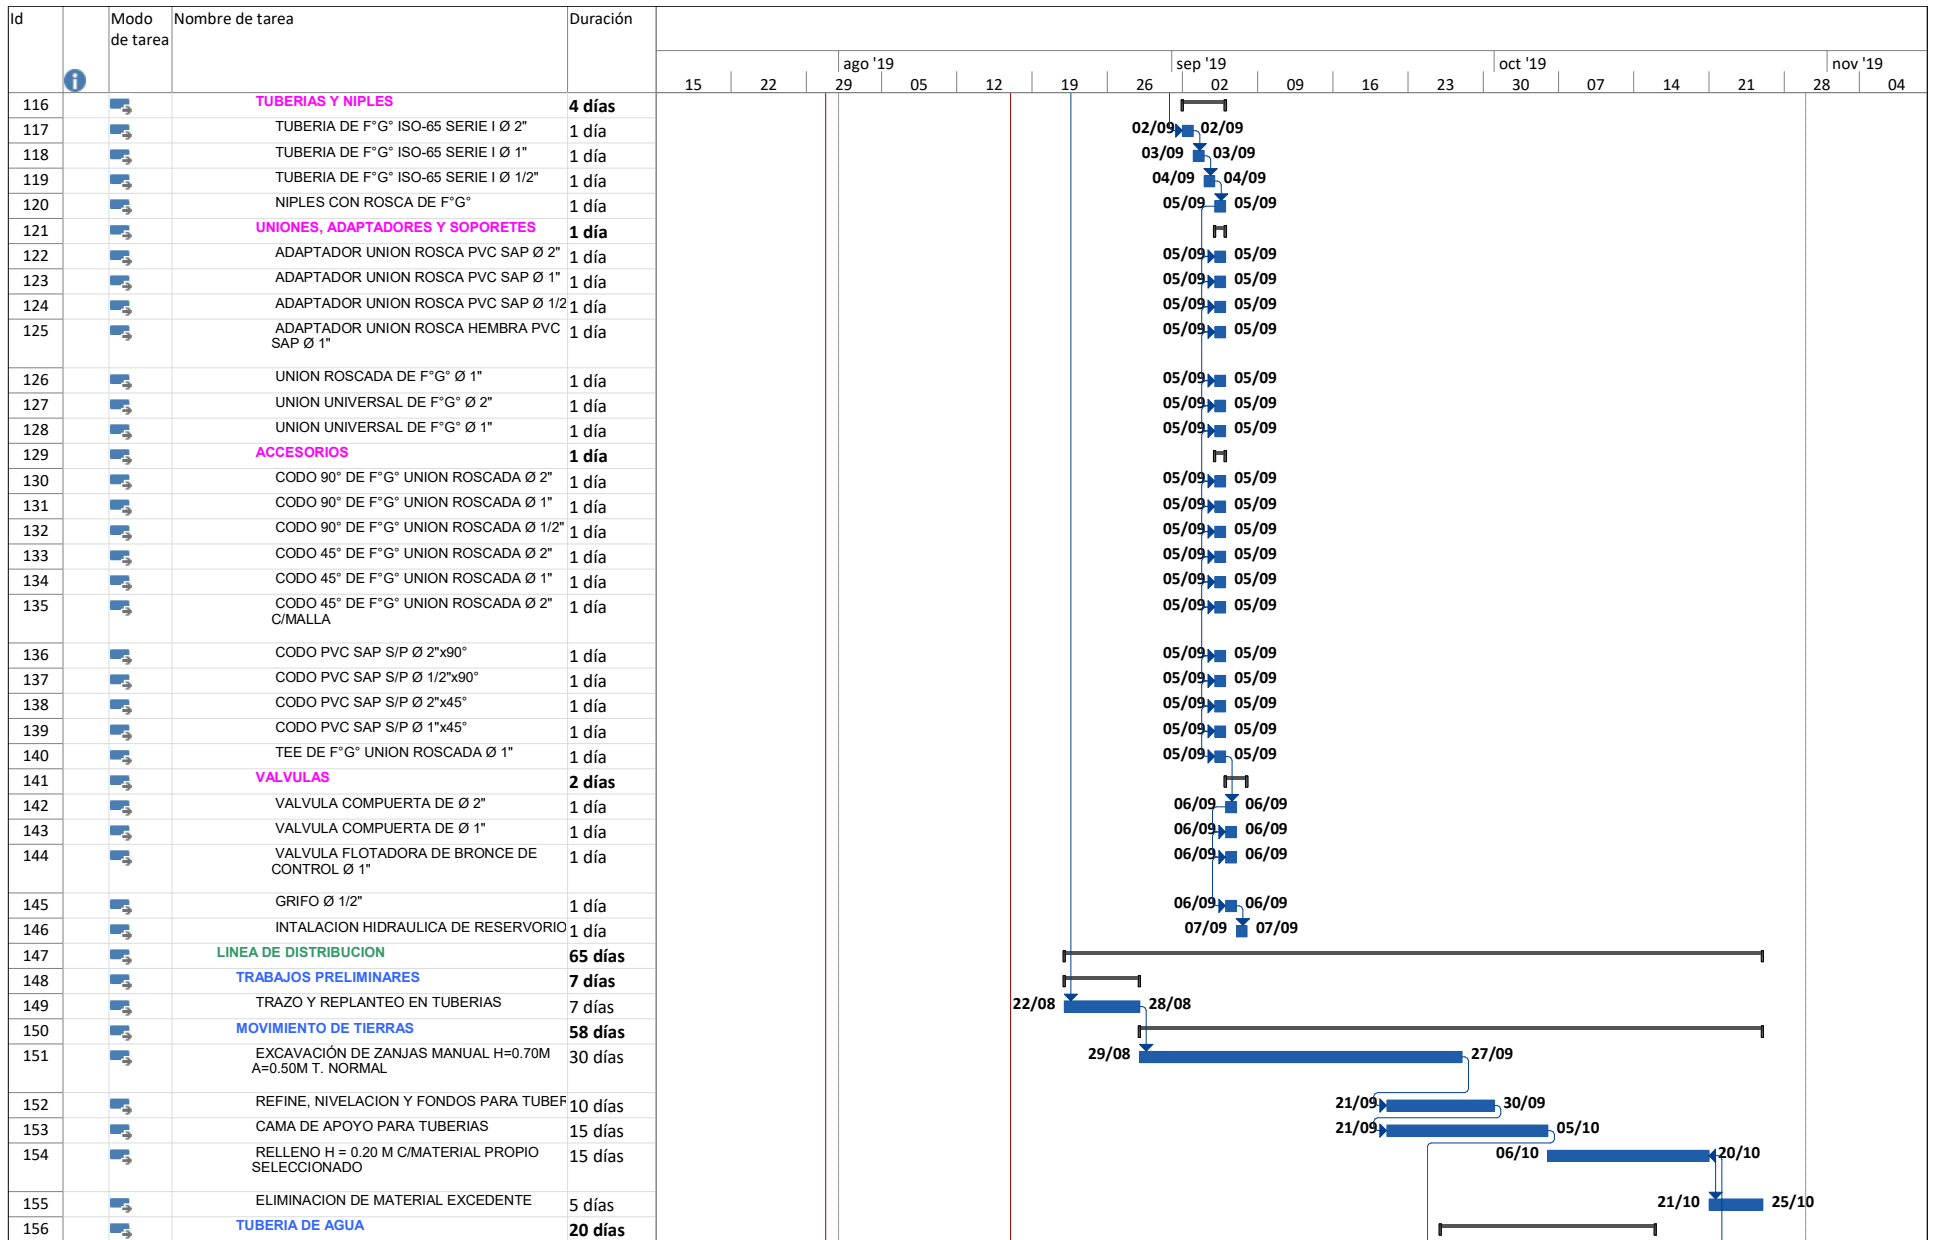 Id Modo de tarea Nombre de tarea Duración
ago '19 sep '19 oct '19 nov '19
15 22 29 05 12 19 26 02 09 16 23 30 07 14 21 28 04
116 TUBERIAS Y NIPLES 4 días
117 TUBERIA DE F°G° ISO-65 SERIE I Ø 2" 1 día 02/09 02/09
118 TUBERIA DE F°G° ISO-65 SERIE I Ø 1" 1 día 03/09 03/09
119 TUBERIA DE F°G° ISO-65 SERIE I Ø 1/2" 1 día 04/09 04/09
120 NIPLES CON ROSCA DE F°G° 1 día 05/09 05/09
121 UNIONES, ADAPTADORES Y SOPORETES 1 día
122 ADAPTADOR UNION ROSCA PVC SAP Ø 2" 1 día 05/09 05/09
123 ADAPTADOR UNION ROSCA PVC SAP Ø 1" 1 día 05/09 05/09
124 ADAPTADOR UNION ROSCA PVC SAP Ø 1/2 1 día 05/09 05/09
125 ADAPTADOR UNION ROSCA HEMBRA PVC 1 día 05/09 05/09
SAP Ø 1"
126 UNION ROSCADA DE F°G° Ø 1" 1 día 05/09 05/09
127 UNION UNIVERSAL DE F°G° Ø 2" 1 día 05/09 05/09
128 UNION UNIVERSAL DE F°G° Ø 1" 1 día 05/09 05/09
129 ACCESORIOS 1 día
130 CODO 90° DE F°G° UNION ROSCADA Ø 2" 1 día 05/09 05/09
131 CODO 90° DE F°G° UNION ROSCADA Ø 1" 1 día 05/09 05/09
132 CODO 90° DE F°G° UNION ROSCADA Ø 1/2" 1 día 05/09 05/09
133 CODO 45° DE F°G° UNION ROSCADA Ø 2" 1 día 05/09 05/09
134 CODO 45° DE F°G° UNION ROSCADA Ø 1" 1 día 05/09 05/09
135 CODO 45° DE F°G° UNION ROSCADA Ø 2" 1 día 05/09 05/09
C/MALLA
136 CODO PVC SAP S/P Ø 2"x90° 1 día 05/09 05/09
137 CODO PVC SAP S/P Ø 1/2"x90° 1 día 05/09 05/09
138 CODO PVC SAP S/P Ø 2"x45° 1 día 05/09 05/09
139 CODO PVC SAP S/P Ø 1"x45° 1 día 05/09 05/09
140 TEE DE F°G° UNION ROSCADA Ø 1" 1 día 05/09 05/09
141 VALVULAS 2 días
142 VALVULA COMPUERTA DE Ø 2" 1 día 06/09 06/09
143 VALVULA COMPUERTA DE Ø 1" 1 día 06/09 06/09
144 VALVULA FLOTADORA DE BRONCE DE 1 día 06/09 06/09
CONTROL Ø 1"
145 GRIFO Ø 1/2" 1 día 06/09 06/09
146 INTALACION HIDRAULICA DE RESERVORIO 1 día 07/09 07/09
147 LINEA DE DISTRIBUCION 65 días
148 TRABAJOS PRELIMINARES 7 días
149 TRAZO Y REPLANTEO EN TUBERIAS 7 días 22/08 28/08
150 MOVIMIENTO DE TIERRAS 58 días
151 EXCAVACIÓN DE ZANJAS MANUAL H=0.70M 30 días 29/08 27/09
A=0.50M T. NORMAL
152 REFINE, NIVELACION Y FONDOS PARA TUBER 10 días 21/09 30/09
153 CAMA DE APOYO PARA TUBERIAS 15 días 21/09 05/10
154 RELLENO H = 0.20 M C/MATERIAL PROPIO 15 días 06/10 20/10
SELECCIONADO
155 ELIMINACION DE MATERIAL EXCEDENTE 5 días 21/10 25/10
156 TUBERIA DE AGUA 20 días